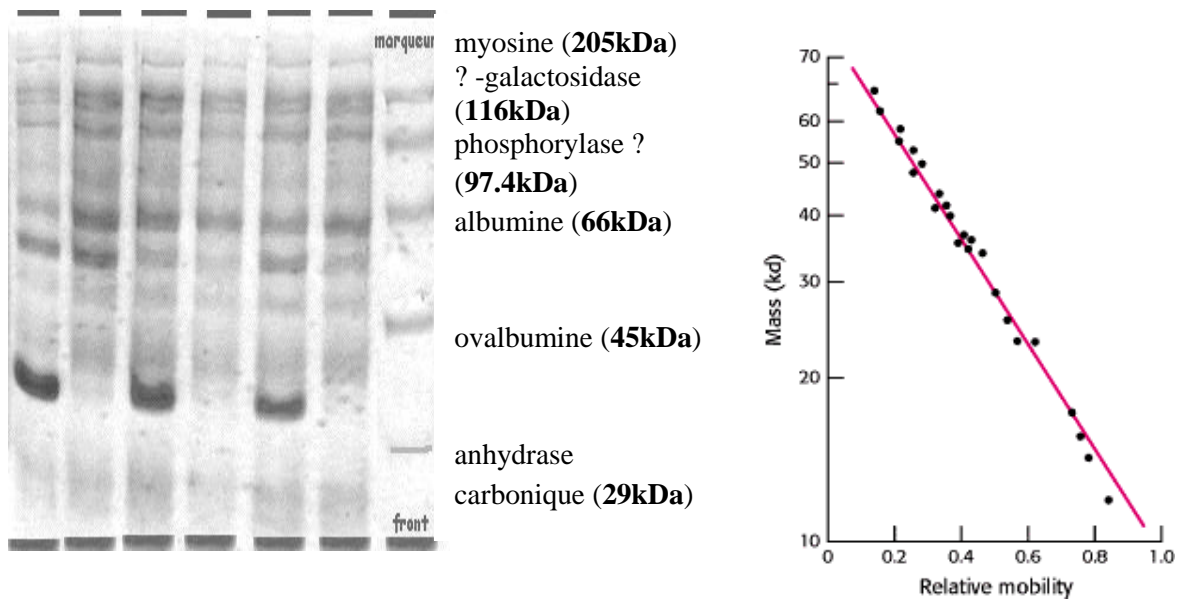 marqueur
front
myosine (205kDa)
? -galactosidase
(116kDa)
phosphorylase ?
(97.4kDa)
albumine (66kDa)
ovalbumine (45kDa)
anhydrase
carbonique (29kDa)
70
60
50
40
30
20
10
Mass (kd)
0 0.2 0.4 0.6 0.8 1.0
Relative mobility